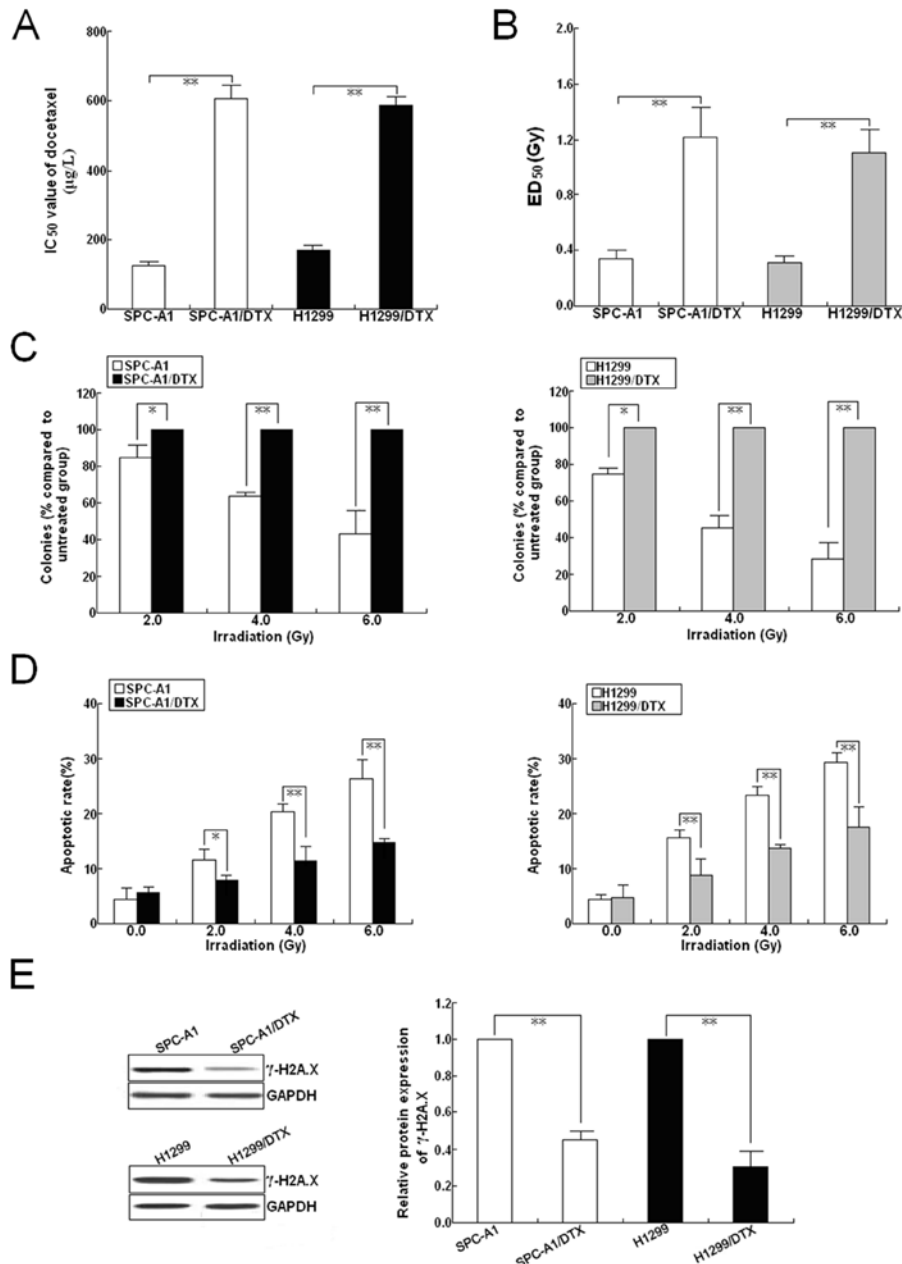 A
IC50 value of docetaxel
(µg/L)
800
600
400
200
0
**
**
SPC-A1
SPC-A1/DTX
H1299
H1299/DTX
B
ED50 (Gy)
2.0
1.6
1.2
0.8
0.4
0.0
**
**
SPC-A1
SPC-A1/DTX
H1299
H1299/DTX
C
SPC-A1
SPC-A1/DTX
Colonies (% compared to
untreated group)
120
100
80
60
40
20
0
*
**
**
2.0
4.0
6.0
Irradiation (Gy)
H1299
H1299/DTX
Colonies (% compared to
untreated group)
120
100
80
60
40
20
0
*
**
**
2.0
4.0
6.0
Irradiation (Gy)
D
SPC-A1
SPC-A1/DTX
Apoptotic rate(%)
40
30
20
10
0
*
**
**
0.0
2.0
4.0
6.0
Irradiation (Gy)
H1299
H1299/DTX
Apoptotic rate(%)
40
30
20
10
0
**
**
**
0.0
2.0
4.0
6.0
Irradiation (Gy)
E
SPC-A1
SPC-A1/DTX
γ-H2A.X
GAPDH
H1299
H1299/DTX
γ-H2A.X
GAPDH
Relative protein expression
of γ-H2A.X
1.2
1.0
0.8
0.6
0.4
0.2
0.0
**
**
SPC-A1
SPC-A1/DTX
H1299
H1299/DTX